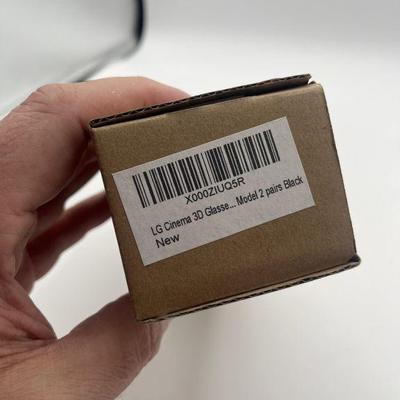 X000ZIUQ5R
LG Cinema 3D Glasse... Model 2 pairs Black
New